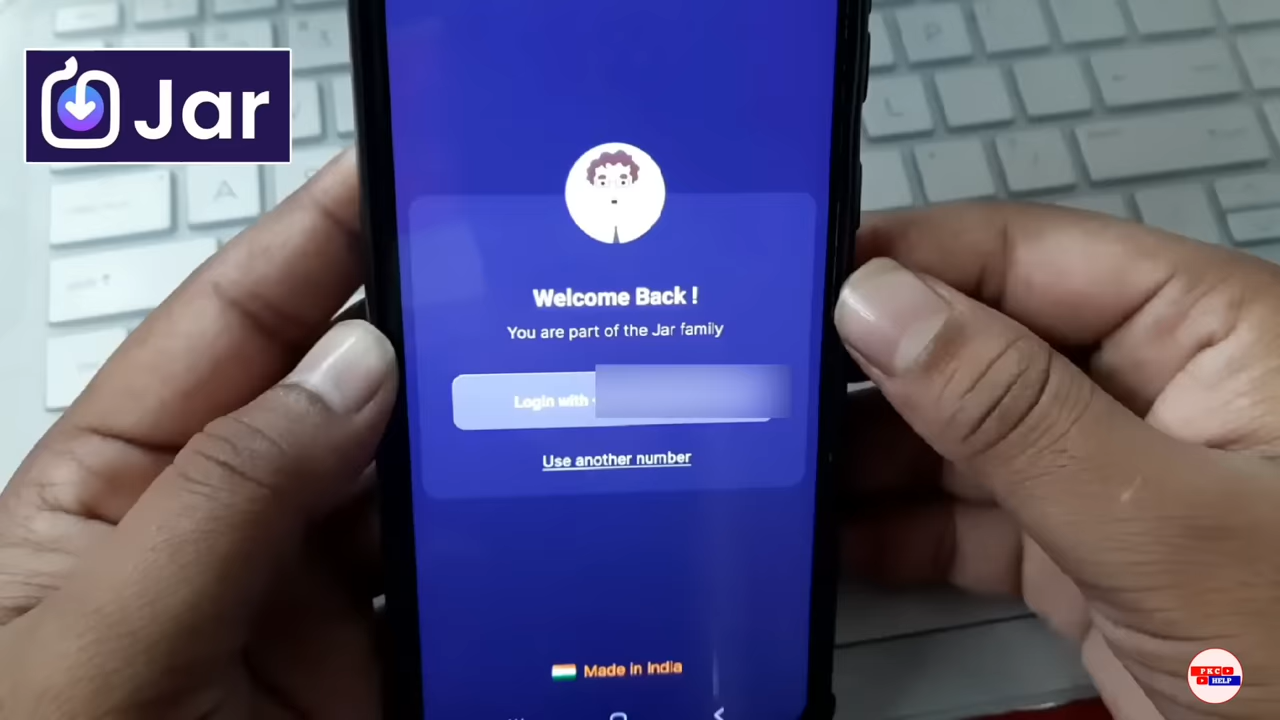 Jar
Welcome Back !
You are part of the Jar family
Login with
Use another number
Made in India
A
P
L
PKC
HELP